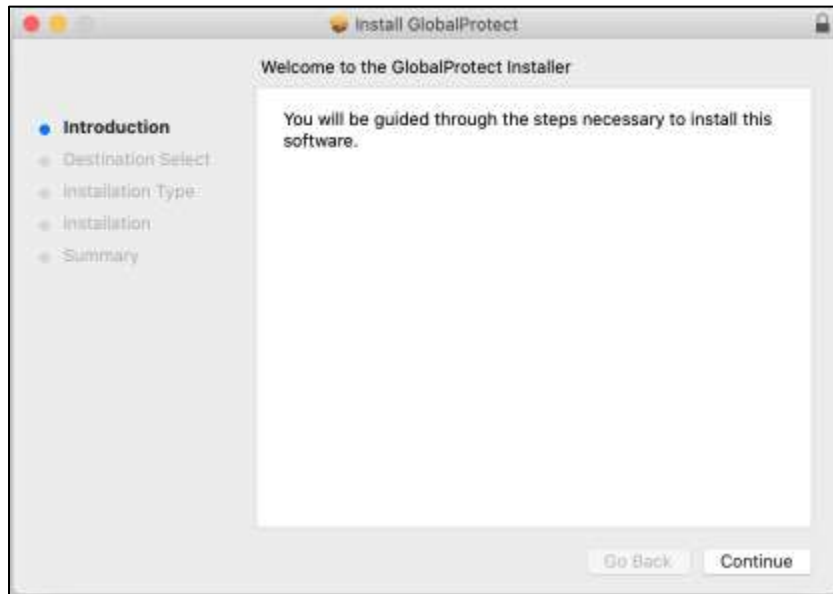 Install GlobalProtect
Welcome to the GlobalProtect Installer
Introduction
Destination Select
Installation Type
Installation
Summary
You will be guided through the steps necessary to install this
software.
Go Back
Continue